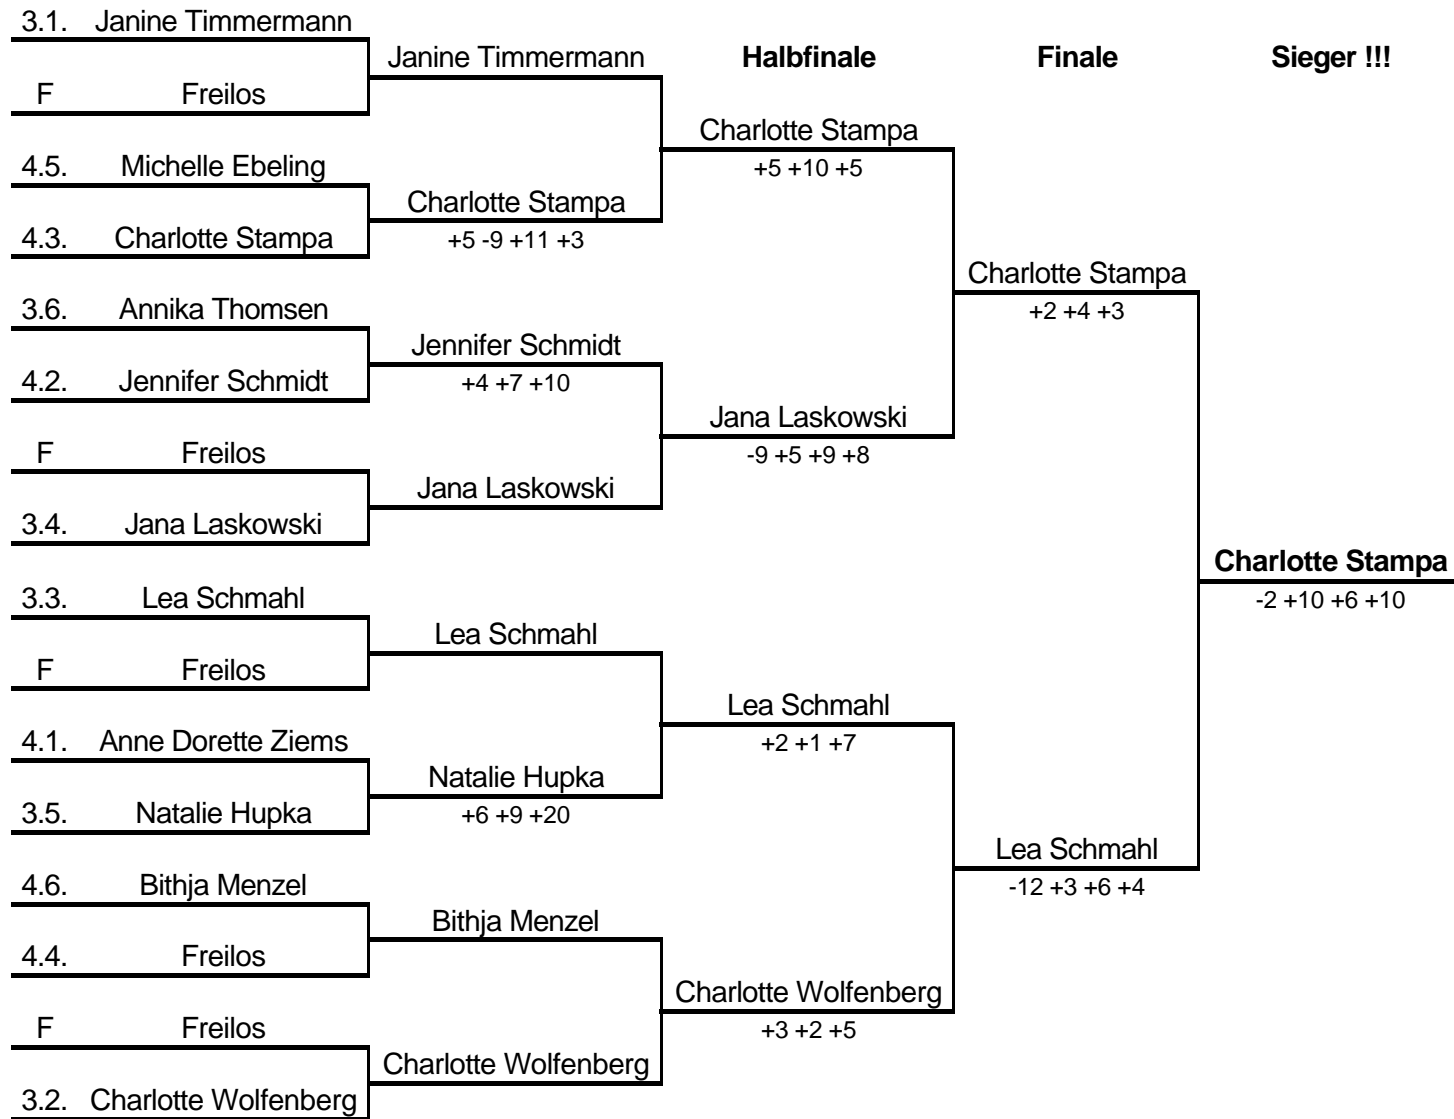 3.1. Janine Timmermann
Janine Timmermann Halbfinale Finale Sieger !!!
F Freilos
Charlotte Stampa
4.5. Michelle Ebeling +5 +10 +5
Charlotte Stampa
4.3. Charlotte Stampa +5 -9 +11 +3
Charlotte Stampa
3.6. Annika Thomsen +2 +4 +3
Jennifer Schmidt
4.2. Jennifer Schmidt +4 +7 +10
Jana Laskowski
F Freilos -9 +5 +9 +8
Jana Laskowski
3.4. Jana Laskowski
Charlotte Stampa
3.3. Lea Schmahl -2 +10 +6 +10
Lea Schmahl
F Freilos
Lea Schmahl
4.1. Anne Dorette Ziems +2 +1 +7
Natalie Hupka
3.5. Natalie Hupka +6 +9 +20
Lea Schmahl
4.6. Bithja Menzel -12 +3 +6 +4
Bithja Menzel
4.4. Freilos
Charlotte Wolfenberg
F Freilos +3 +2 +5
Charlotte Wolfenberg
3.2. Charlotte Wolfenberg